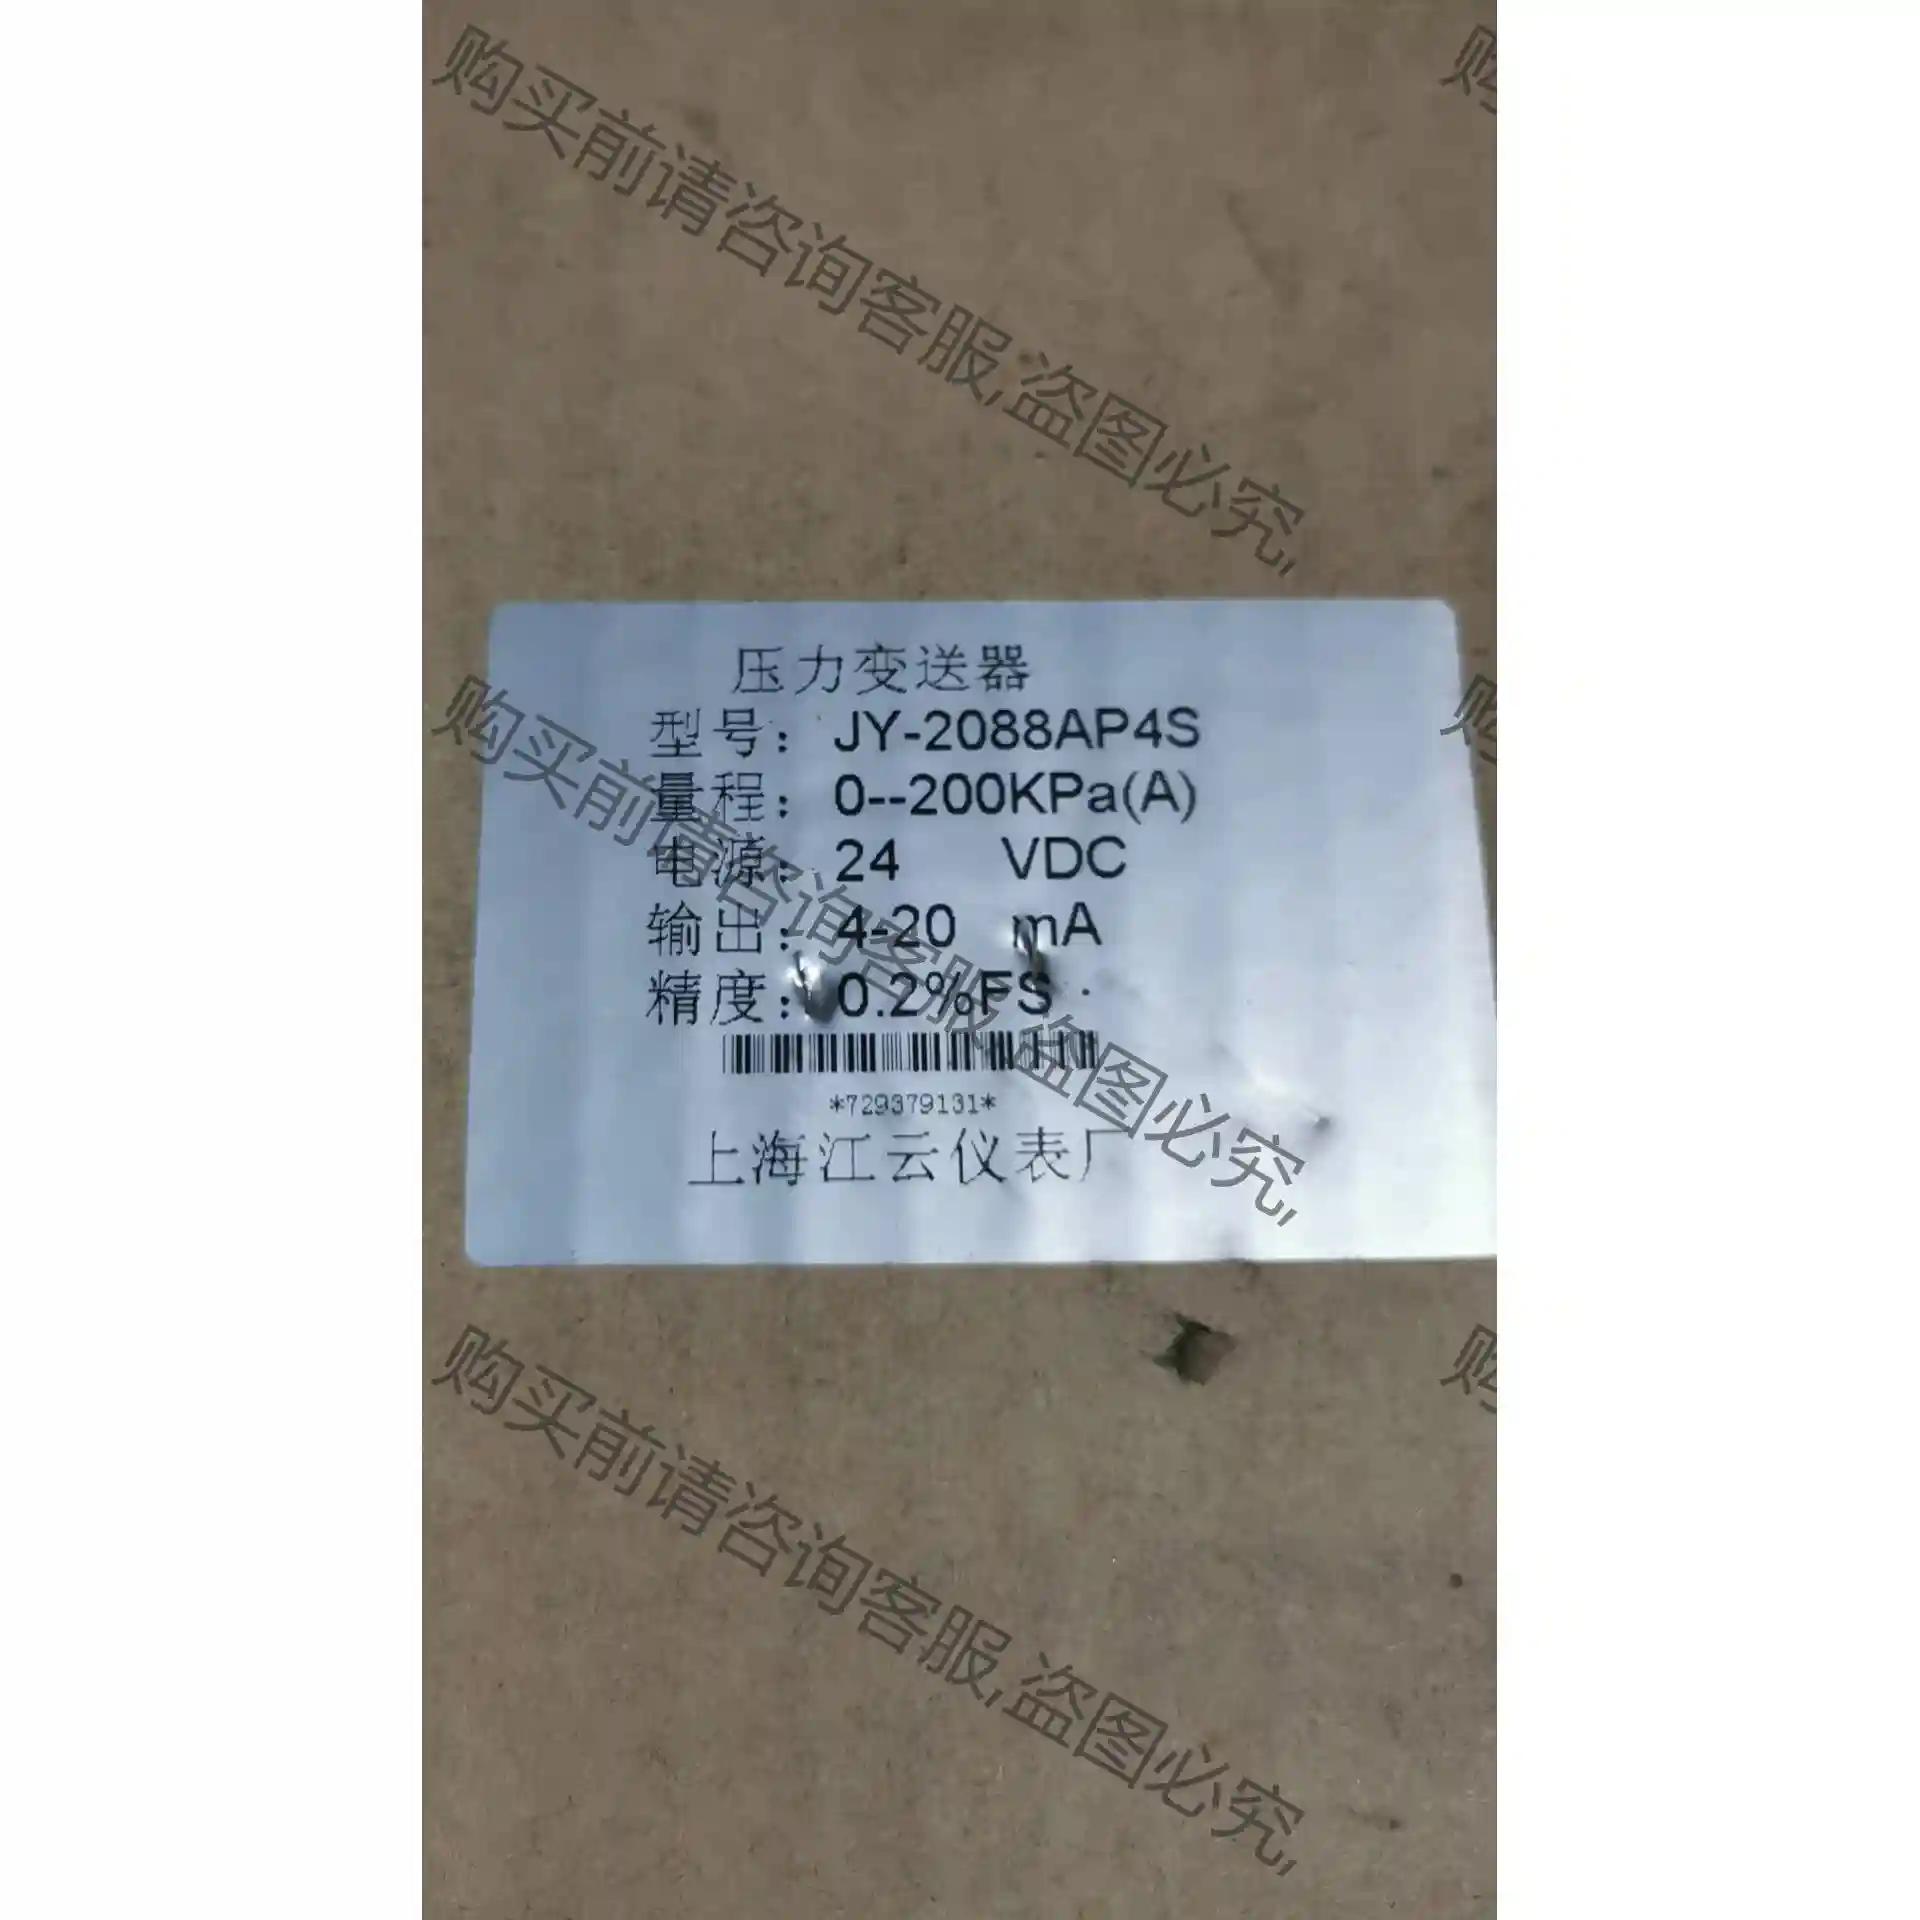 购买前请咨询客服,盗图必究,
购
压力变送器
型号: JY-2088AP4S
量程: 0--200KPa(A)
电源: 24 VDC
输出: 4-20 mA
精度: 0.2%FS
*729379131*
上海江云仪表厂
购买前请咨询客服,盗图必究,
购
购买前请咨询客服,盗图必究,
购